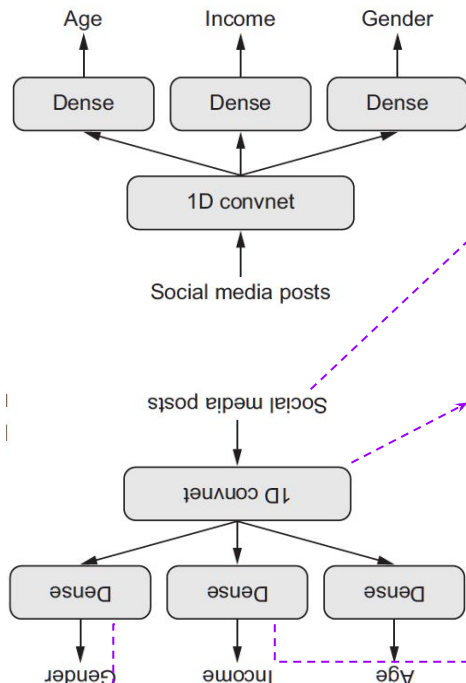 Age Income Gender
Dense Dense Dense
1D convnet
Social media posts
Social media posts
1D convnet
Dense Dense Dense
Gender Income Age